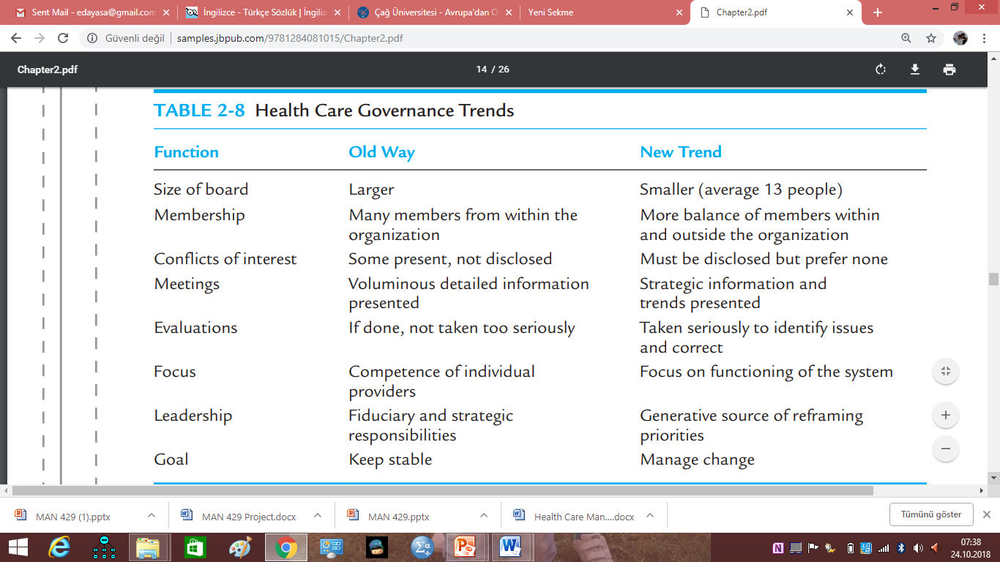 Sent Mail - edayasa@gmail.com
İngilizce - Türkçe Sözlük | İngiliz
Çağ Üniversitesi - Avrupa'dan O
Yeni Sekme
Chapter2.pdf
Güvenli değil | samples.jbpub.com/9781284081015/Chapter2.pdf
Chapter2.pdf
14 / 26
TABLE 2-8 Health Care Governance Trends
Function Old Way New Trend
Size of board Larger Smaller (average 13 people)
Membership Many members from within the More balance of members within
organization and outside the organization
Conflicts of interest Some present, not disclosed Must be disclosed but prefer none
Meetings Voluminous detailed information Strategic information and
presented trends presented
Evaluations If done, not taken too seriously Taken seriously to identify issues
and correct
Focus Competence of individual Focus on functioning of the system
providers
Leadership Fiduciary and strategic Generative source of reframing
responsibilities priorities
Goal Keep stable Manage change
MAN 429 (1).pptx
MAN 429 Project.docx
MAN 429.pptx
Health Care Man....docx
Tümünü göster
07:38
24.10.2018